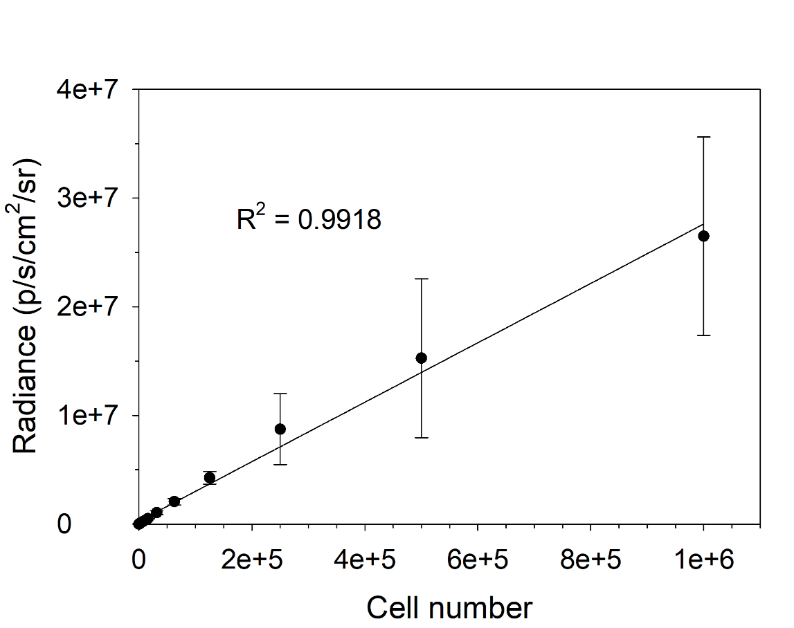 4e+7
3e+7
2e+7
1e+7
0
Radiance (p/s/cm²/sr)
R² = 0.9918
0 2e+5 4e+5 6e+5 8e+5 1e+6
Cell number